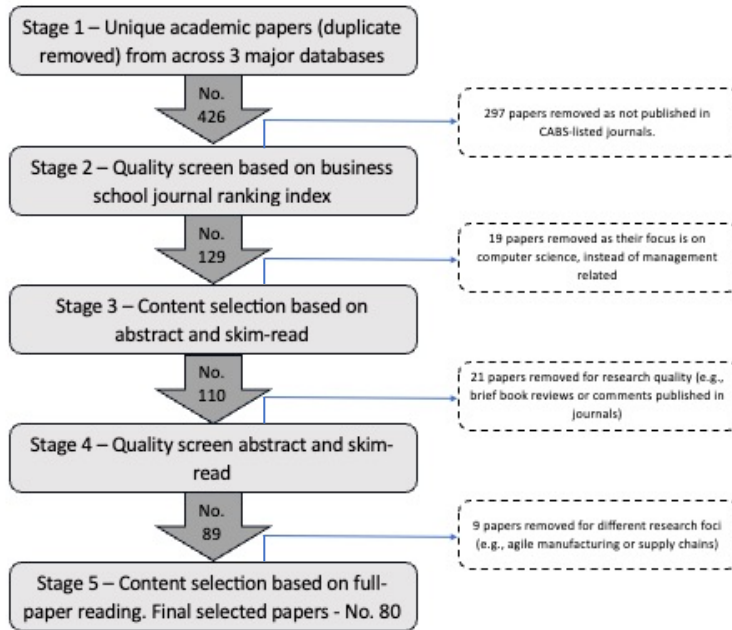 Stage 1 – Unique academic papers (duplicate
removed) from across 3 major databases
No.
426
297 papers removed as not published in
CABS-listed journals.
Stage 2 – Quality screen based on business
school journal ranking index
No.
129
19 papers removed as their focus is on
computer science, instead of management
related
Stage 3 – Content selection based on
abstract and skim-read
No.
110
21 papers removed for research quality (e.g.,
brief book reviews or comments published in
journals)
Stage 4 – Quality screen abstract and skim-
read
No.
89
9 papers removed for different research foci
(e.g., agile manufacturing or supply chains)
Stage 5 – Content selection based on full-
paper reading. Final selected papers - No. 80